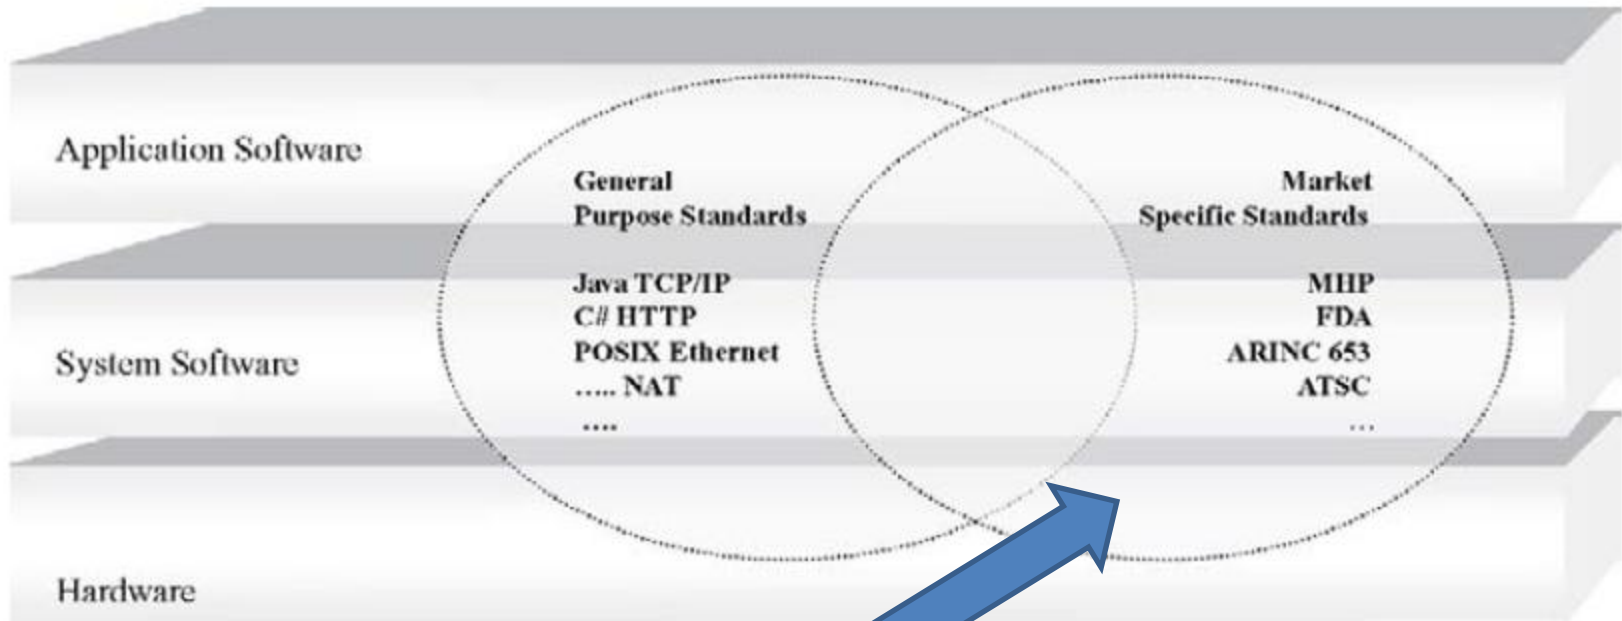 Application Software
General
Purpose Standards
Market
Specific Standards
Java TCP/IP
C# HTTP
POSIX Ethernet
..... NAT
....
MHP
FDA
ARINC 653
ATSC
...
System Software
Hardware